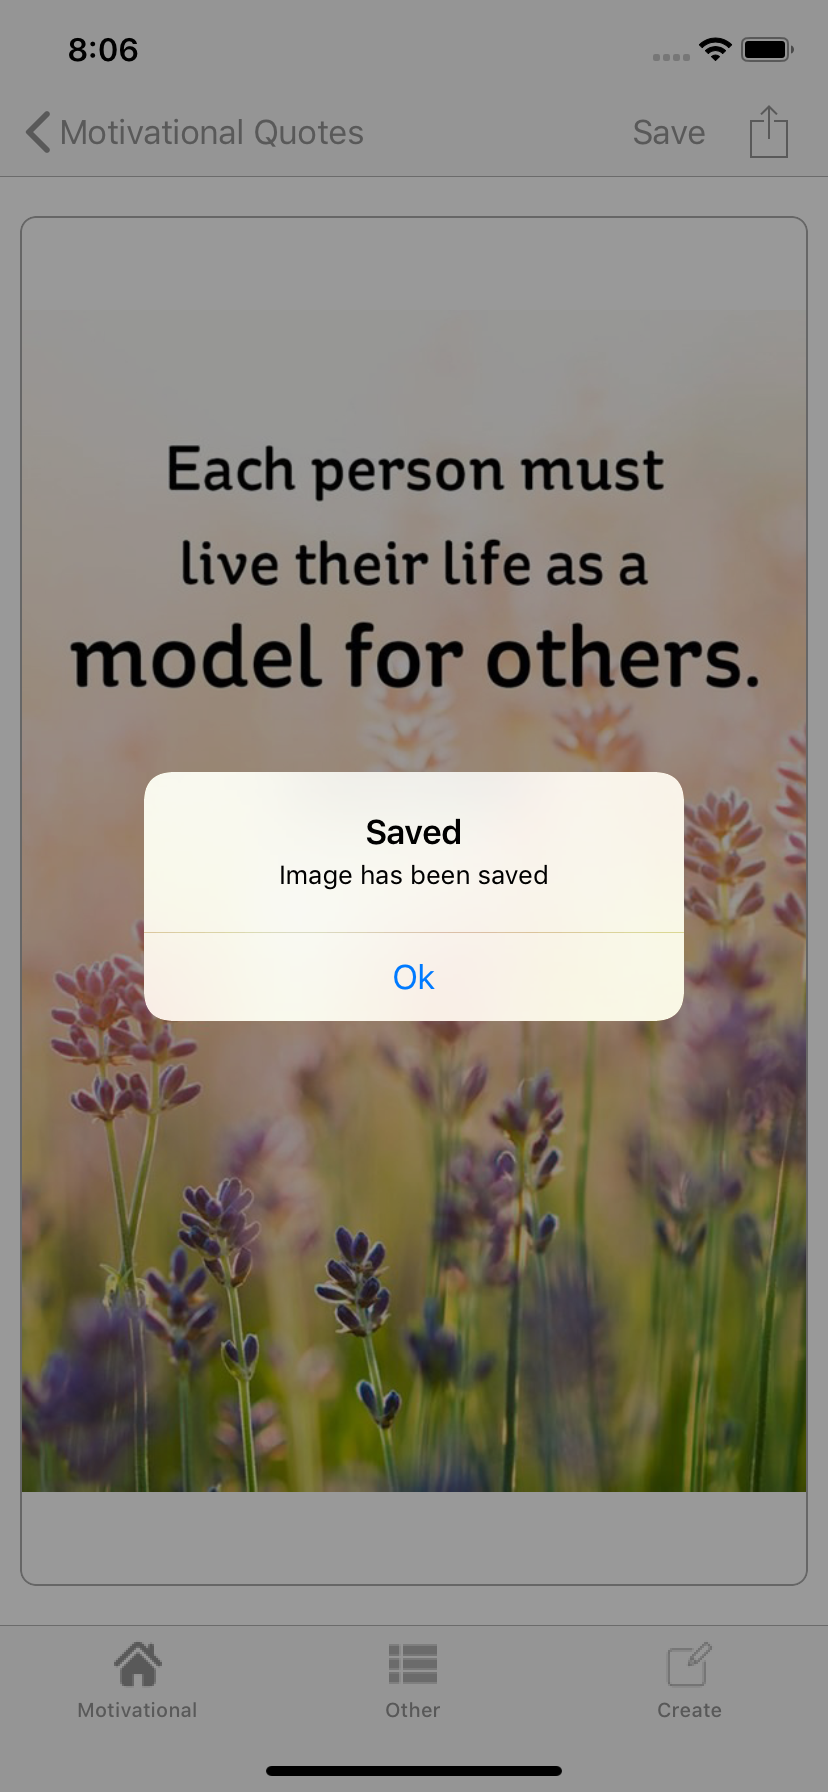 8:06
Motivational Quotes Save
Each person must
live their life as a
model for others.
Saved
Image has been saved
Ok
Motivational Other Create